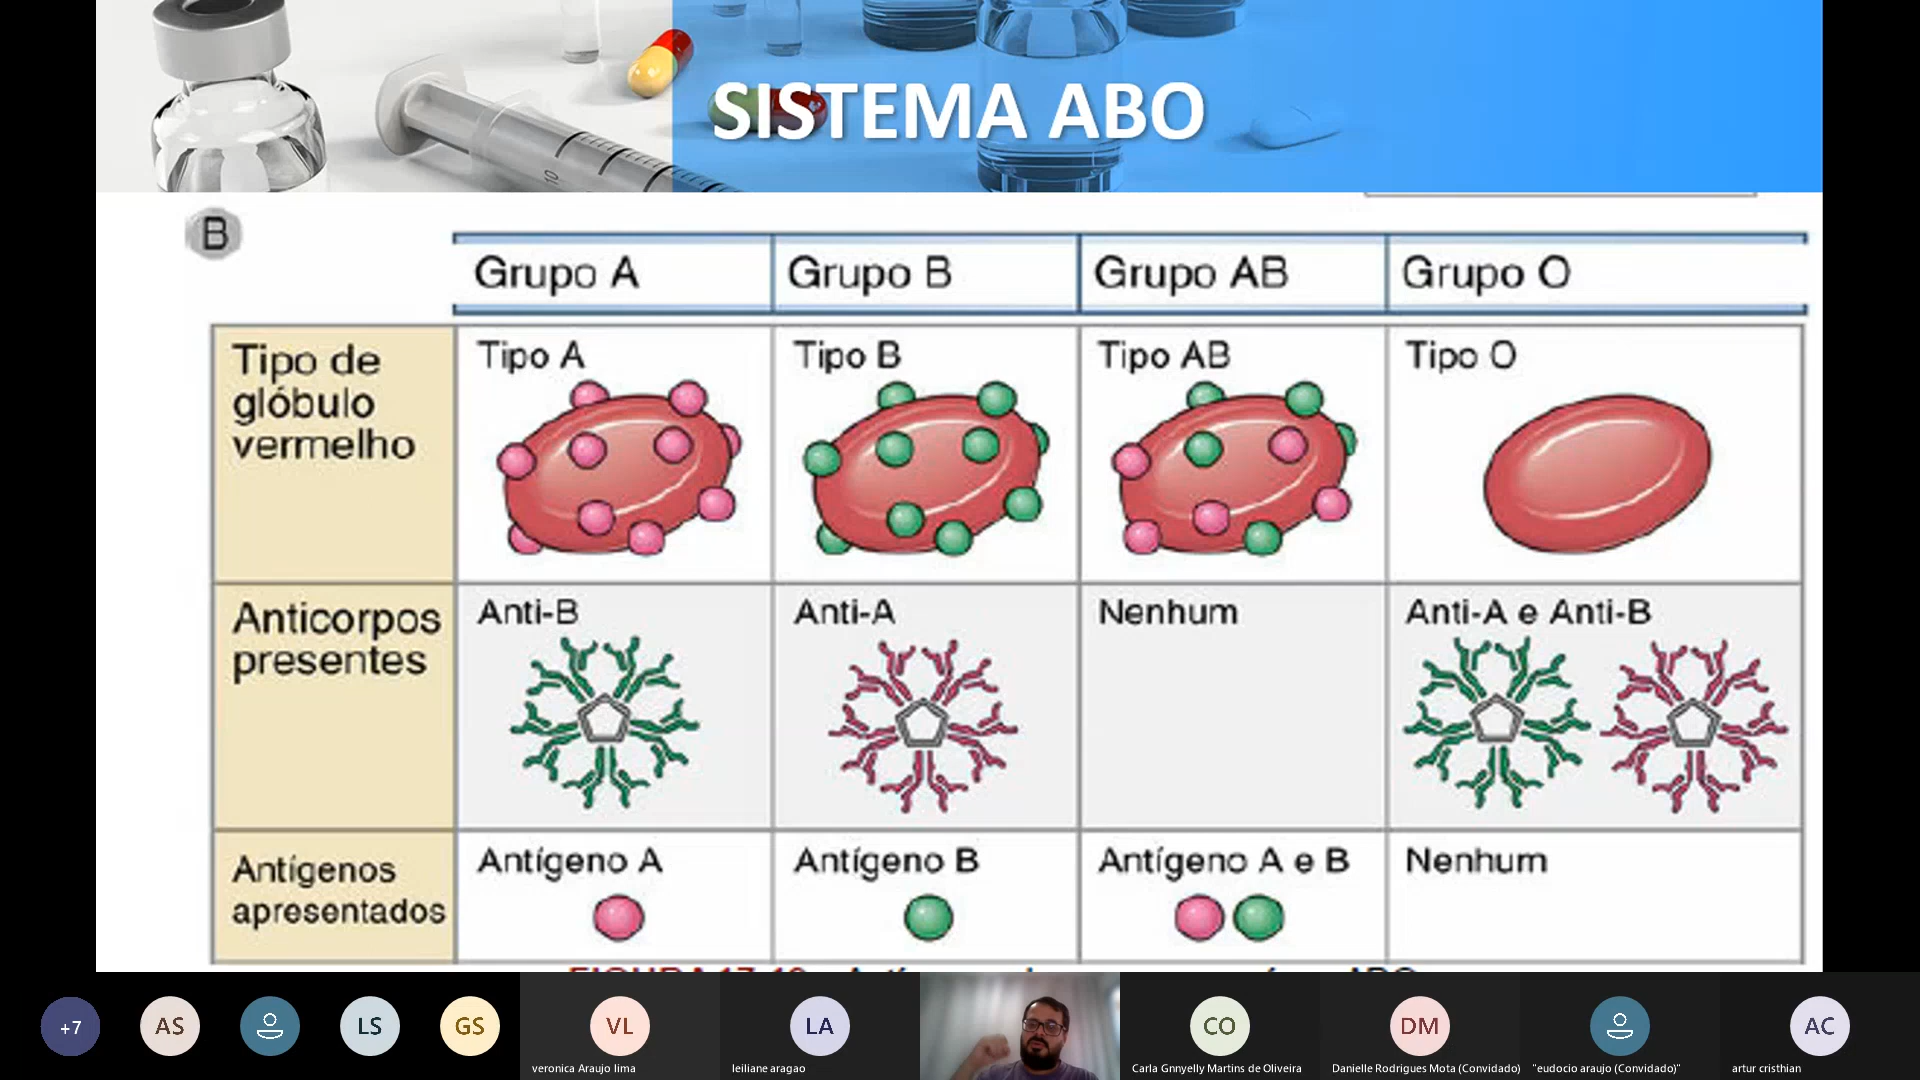 SISTEMA ABO
B
Grupo A
Grupo B
Grupo AB
Grupo O
Tipo de
glóbulo
vermelho
Tipo A
Tipo B
Tipo AB
Tipo O
Anticorpos
presentes
Anti-B
Anti-A
Nenhum
Anti-A e Anti-B
Antígenos
apresentados
Antígeno A
Antígeno B
Antígeno A e B
Nenhum
10
+7
AS
LS
GS
VL
veronica Araujo lima
LA
leiliane aragao
CO
Carla Gnnyelly Martins de Oliveira
DM
Danielle Rodrigues Mota (Convidado)
"eudocio araujo (Convidado)"
AC
artur cristhian